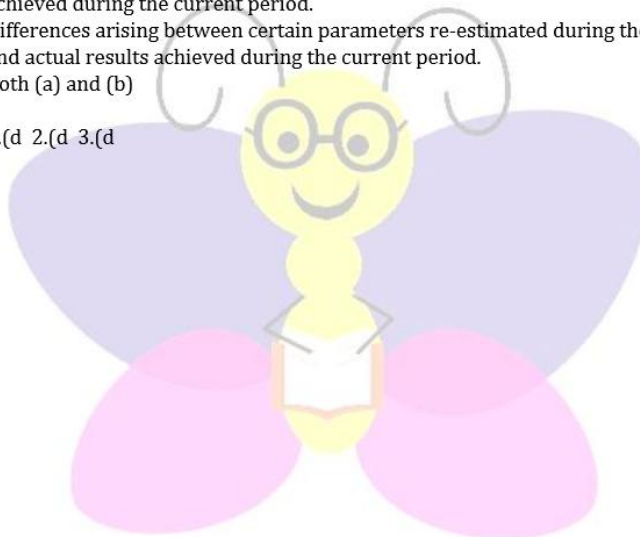 chieved during the current period.
ifferences arising between certain parameters re-estimated during the
nd actual results achieved during the current period.
oth (a) and (b)
.(d 2.(d 3.(d